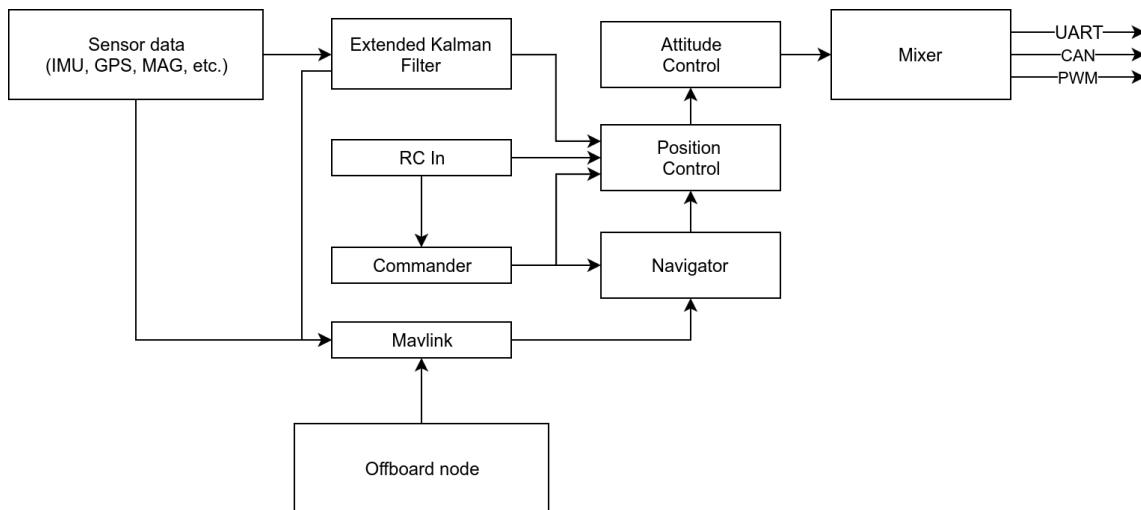 Sensor data
(IMU, GPS, MAG, etc.)
Extended Kalman
Filter
Attitude
Control
Mixer
UART
CAN
PWM
RC In
Position
Control
Commander
Navigator
Mavlink
Offboard node